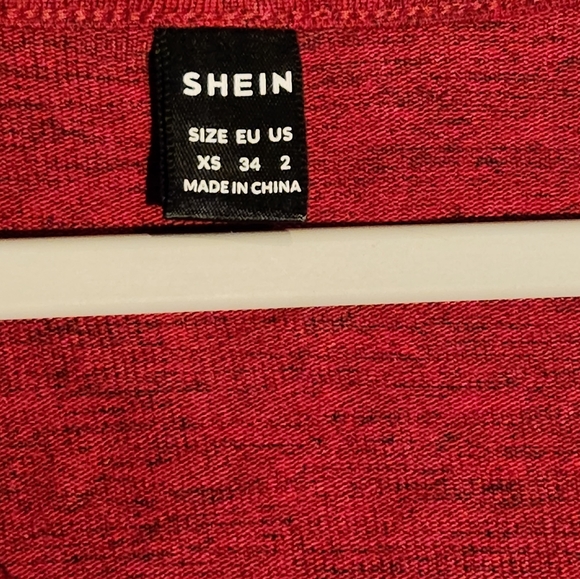 SHEIN
SIZE EU US
XS 34 2
MADE IN CHINA